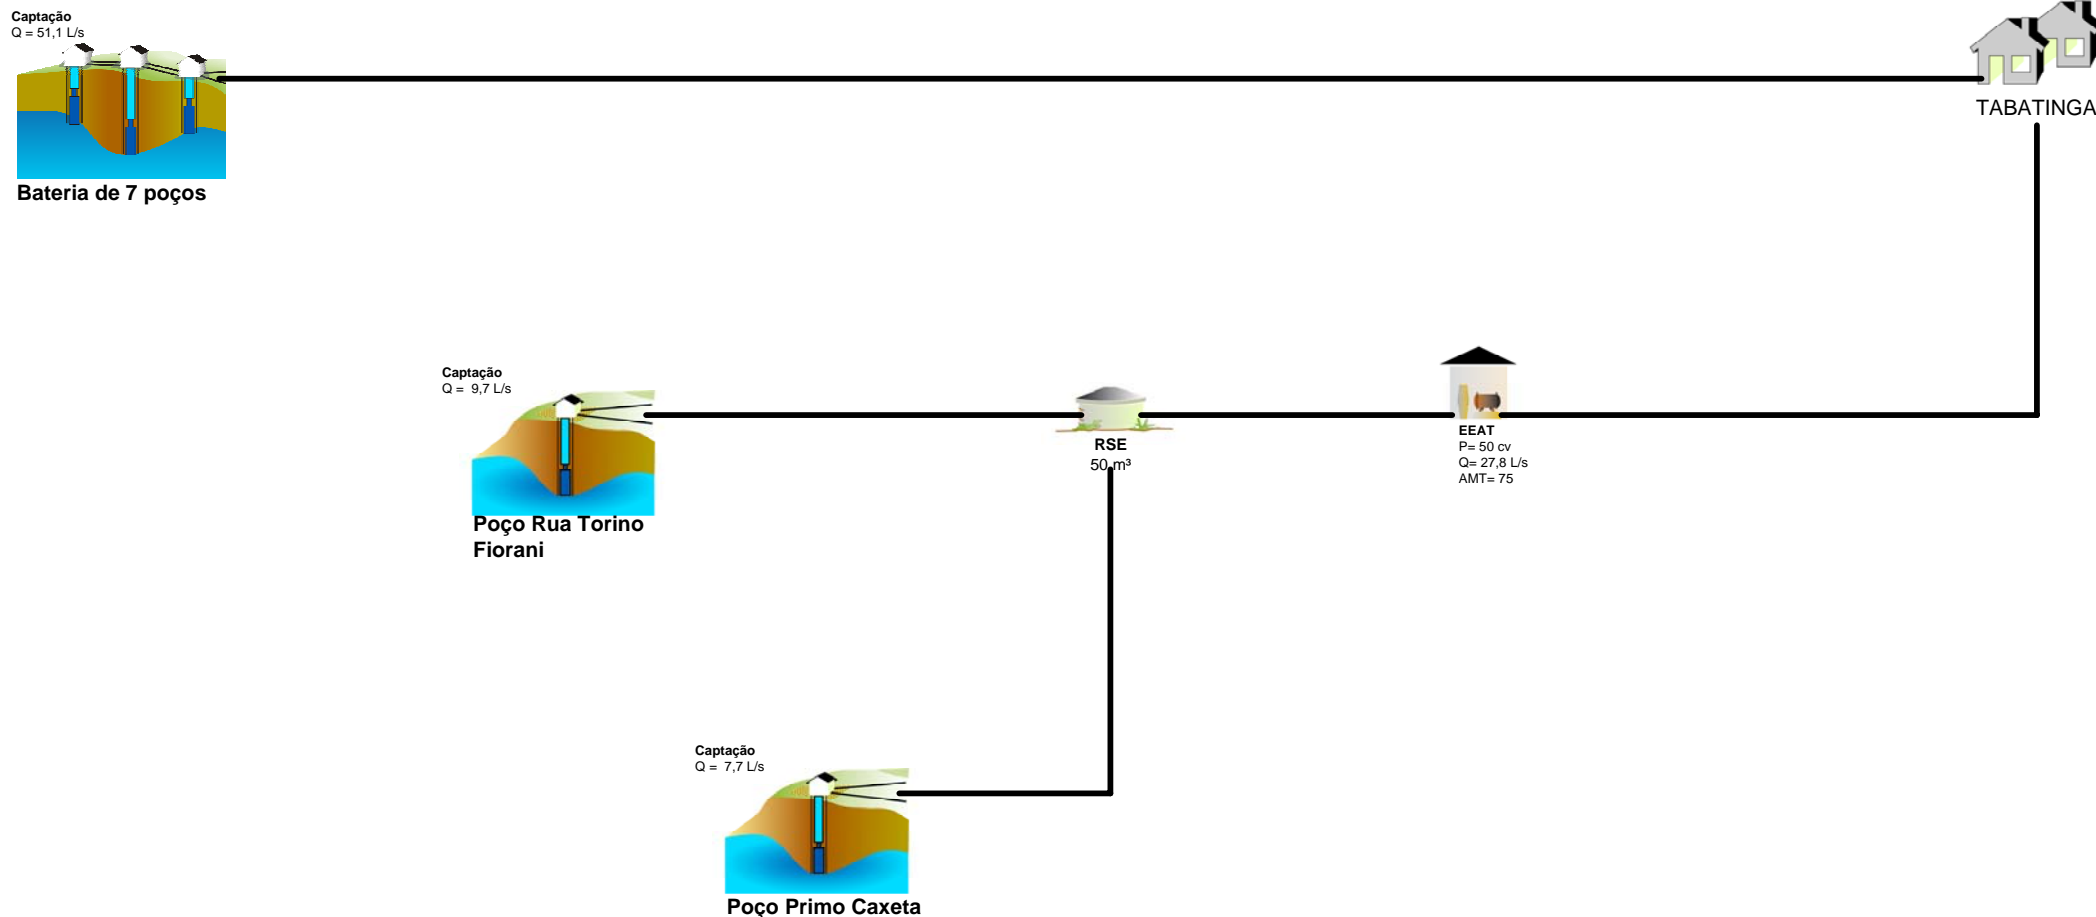 Captação
Q = 51,1 L/s
Bateria de 7 poços
TABATINGA
Captação
Q = 9,7 L/s
Poço Rua Torino
Fiorani
RSE
50 m³
EEAT
P= 50 cv
Q= 27,8 L/s
AMT= 75
Captação
Q = 7,7 L/s
Poço Primo Caxeta